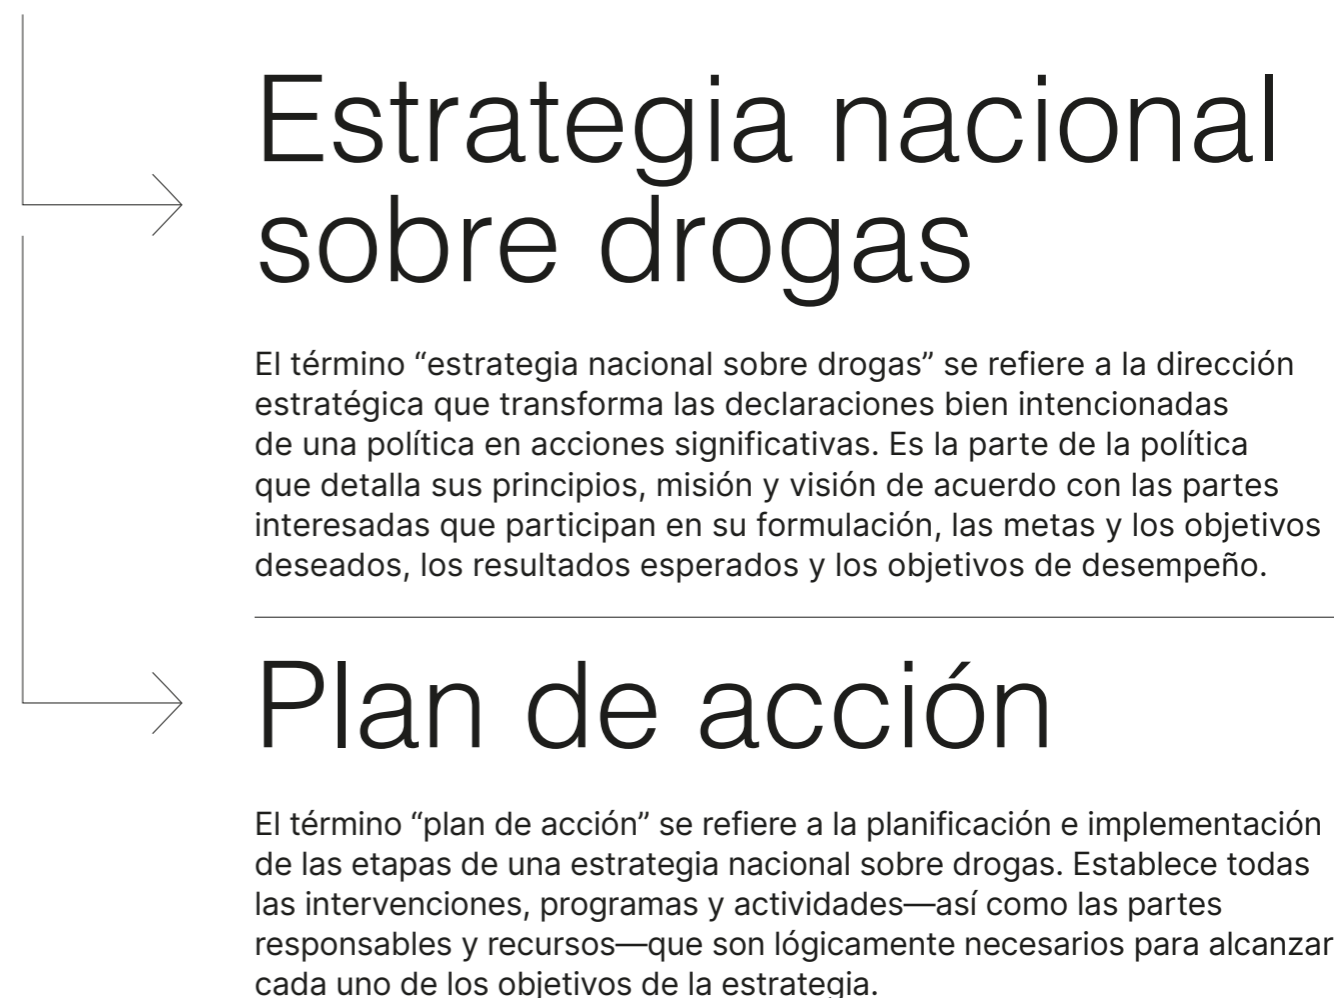 Estrategia nacional
sobre drogas
El término “estrategia nacional sobre drogas” se refiere a la dirección
estratégica que transforma las declaraciones bien intencionadas
de una política en acciones significativas. Es la parte de la política
que detalla sus principios, misión y visión de acuerdo con las partes
interesadas que participan en su formulación, las metas y los objetivos
deseados, los resultados esperados y los objetivos de desempeño.
Plan de acción
El término “plan de acción” se refiere a la planificación e implementación
de las etapas de una estrategia nacional sobre drogas. Establece todas
las intervenciones, programas y actividades—así como las partes
responsables y recursos—que son lógicamente necesarios para alcanzar
cada uno de los objetivos de la estrategia.